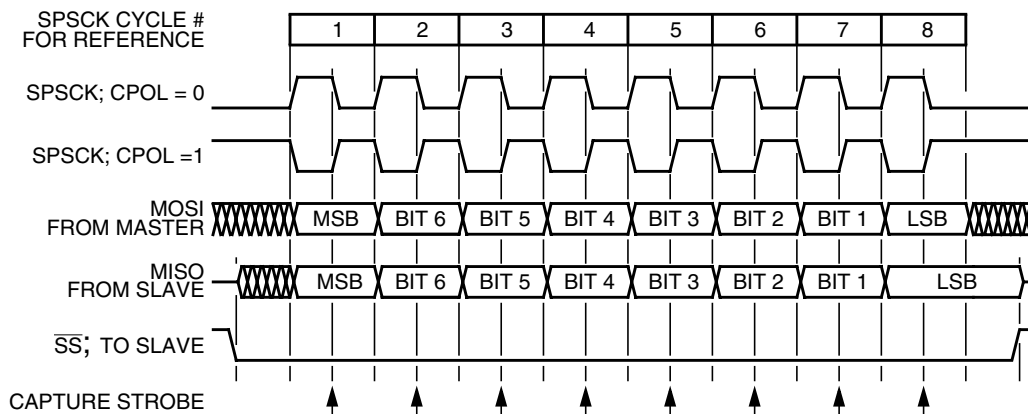 SPSCK CYCLE #
FOR REFERENCE
1 2 3 4 5 6 7 8
SPSCK; CPOL = 0
SPSCK; CPOL =1
MOSI
FROM MASTER
MSB BIT 6 BIT 5 BIT 4 BIT 3 BIT 2 BIT 1 LSB
MISO
FROM SLAVE
MSB BIT 6 BIT 5 BIT 4 BIT 3 BIT 2 BIT 1 LSB
SS; TO SLAVE
CAPTURE STROBE